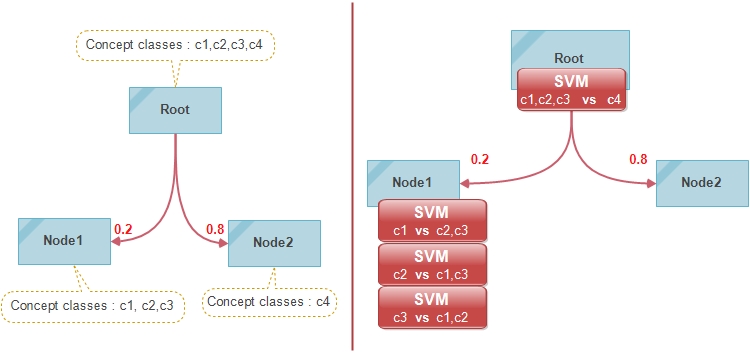 Concept classes : c1,c2,c3,c4
Root
0.2
0.8
Node1
Node2
Concept classes : c1, c2,c3
Concept classes : c4
Root
SVM
c1,c2,c3 vs c4
0.2
0.8
Node1
Node2
SVM
c1 vs c2,c3
SVM
c2 vs c1,c3
SVM
c3 vs c1,c2